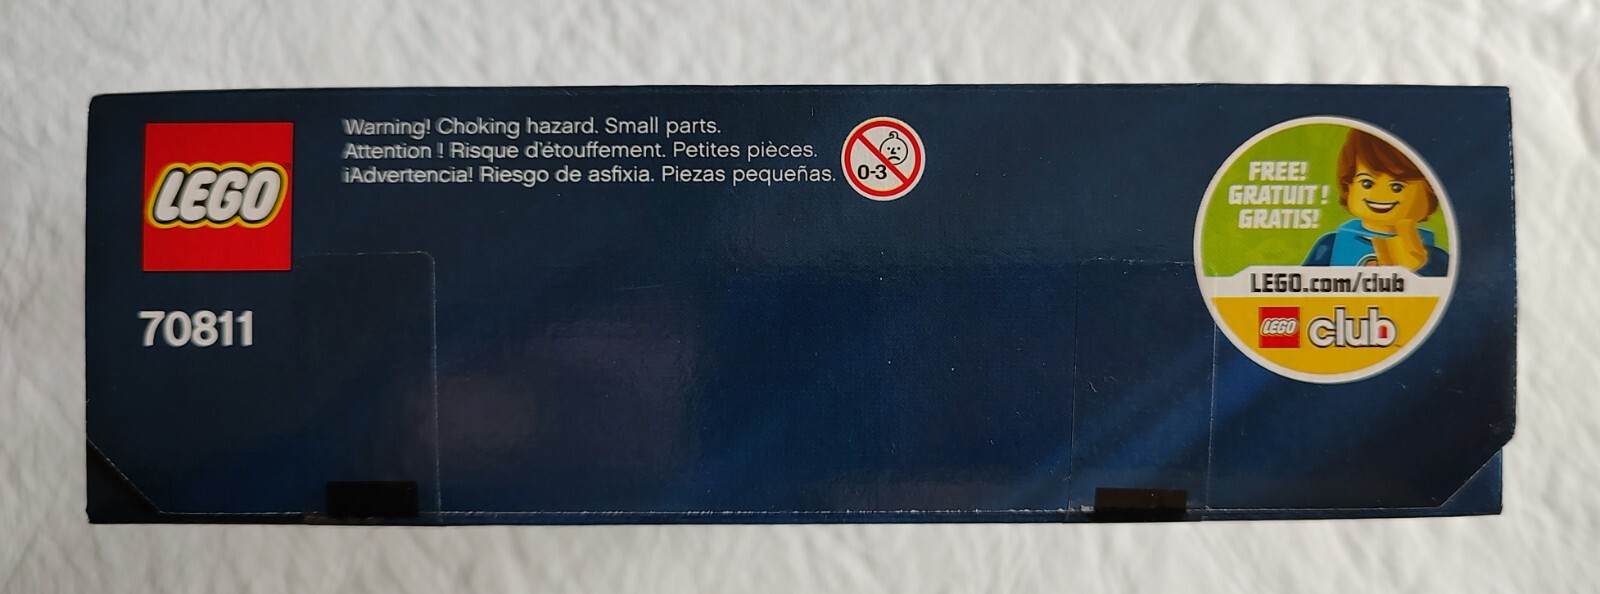 LEGO
70811
Warning! Choking hazard. Small parts.
Attention ! Risque d'étouffement. Petites pièces.
¡Advertencia! Riesgo de asfixia. Piezas pequeñas.
0-3
FREE!
GRATUIT !
GRATIS!
LEGO.com/club
LEGO club